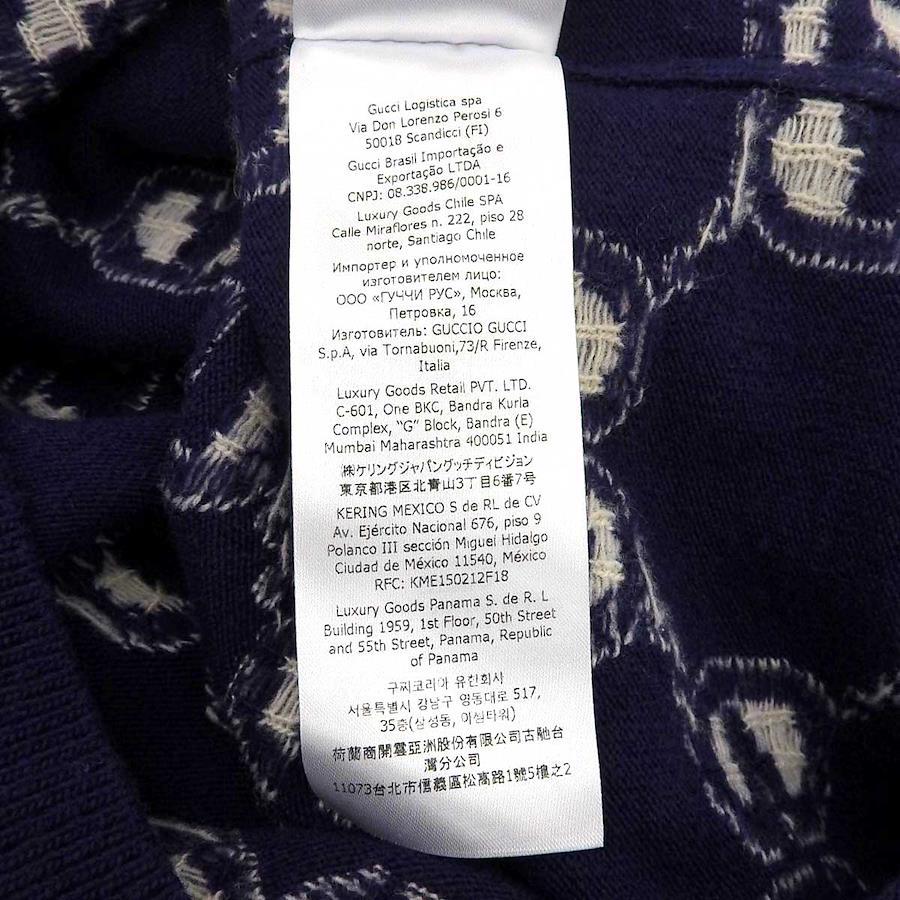 Gucci Logistica spa
Via Don Lorenzo Perosi 6
50018 Scandicci (FI)
Gucci Brasil Importação e
Exportação LTDA
CNPJ: 08.338.986/0001-16
Luxury Goods Chile SPA
Calle Miraflores n. 222, piso 28
norte, Santiago Chile
Импортер и уполномоченное
изготовителем лицо:
ООО «ГУЧЧИ РУС», Москва,
Петровка, 16
Изготовитель: GUCCIO GUCCI
S.p.A, via Tornabuoni,73/R Firenze,
Italia
Luxury Goods Retail PVT. LTD.
C-601, One BKC, Bandra Kurla
Complex, “G” Block, Bandra (E)
Mumbai Maharashtra 400051 India
㈱ケリングジャパングッチディビジョン
東京都港区北青山3丁目6番7号
KERING MEXICO S de RL de CV
Av. Ejército Nacional 676, piso 9
Polanco III sección Miguel Hidalgo
Ciudad de México 11540, México
RFC: KME150212F18
Luxury Goods Panama S. de R. L
Building 1959, 1st Floor, 50th Street
and 55th Street, Panama, Republic
of Panama
구찌코리아 유한회사
서울특별시 강남구 영동대로 517,
35층(삼성동, 아셈타워)
荷蘭商開雲亞洲股份有限公司古馳台
灣分公司
11073台北市信義區松高路1號5樓之2